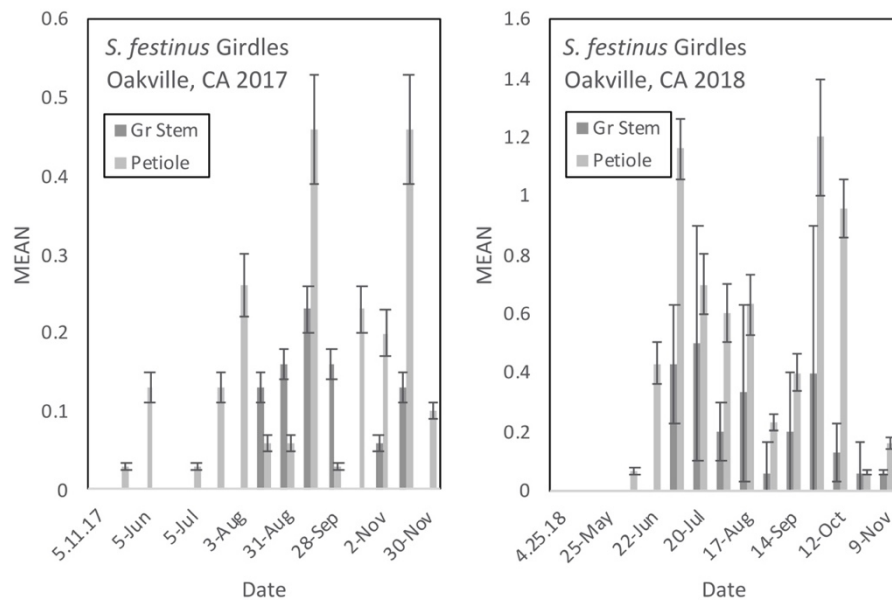 S. festinus Girdles
Oakville, CA 2017
Gr Stem
Petiole
MEAN
0.6
0.5
0.4
0.3
0.2
0.1
0
5.11.17
5-Jun
5-Jul
3-Aug
31-Aug
28-Sep
2-Nov
30-Nov
Date
S. festinus Girdles
Oakville, CA 2018
Gr Stem
Petiole
MEAN
1.6
1.4
1.2
1
0.8
0.6
0.4
0.2
0
4.25.18
25-May
22-Jun
20-Jul
17-Aug
14-Sep
12-Oct
9-Nov
Date